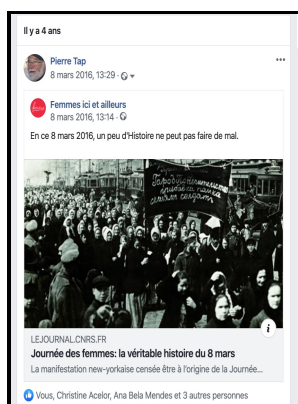 Il y a 4 ans
Pierre Tap
8 mars 2016, 13:29 ·
Femmes ici et ailleurs
8 mars 2016, 13:14 ·
En ce 8 mars 2016, un peu d'Histoire ne peut pas faire de mal.
LEJOURNAL.CNRS.FR
Journée des femmes: la véritable histoire du 8 mars
La manifestation new-yorkaise censée être à l'origine de la Journée...
Vous, Christine Acelor, Ana Bela Mendes et 3 autres personnes